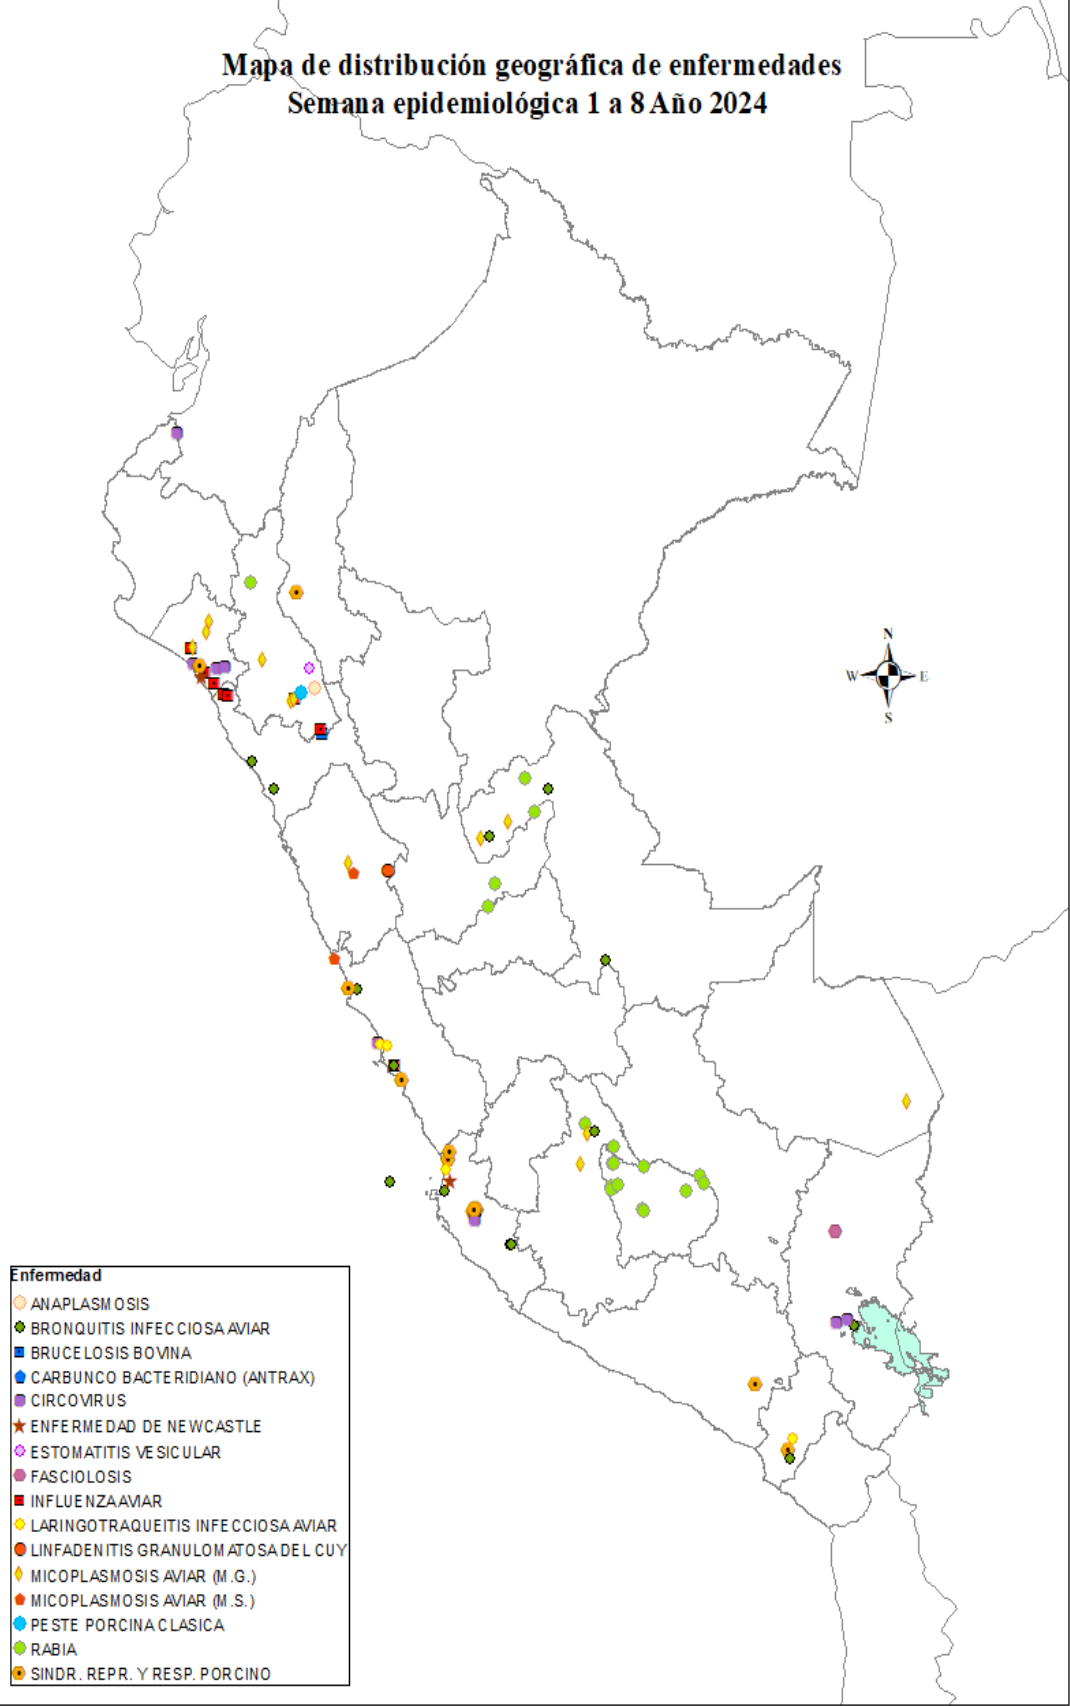 Mapa de distribución geográfica de enfermedades
Semana epidemiológica 1 a 8 Año 2024
N
W E
S
Enfermedad
ANAPLASMOSIS
BRONQUITIS INFECCIOSA AVIAR
BRUCELOSIS BOVINA
CARBUNCO BACTERIDIANO (ANTRAX)
CIRCOVIRUS
ENFERMEDAD DE NEWCASTLE
ESTOMATITIS VESICULAR
FASCIOLOSIS
INFLUENZA AVIAR
LARINGOTRAQUEITIS INFECCIOSA AVIAR
LINFADENITIS GRANULOMATOSA DEL CUY
MICOPLASMOSIS AVIAR (M.G.)
MICOPLASMOSIS AVIAR (M.S.)
PESTE PORCINA CLASICA
RABIA
SINDR. REPR. Y RESP. PORCINO